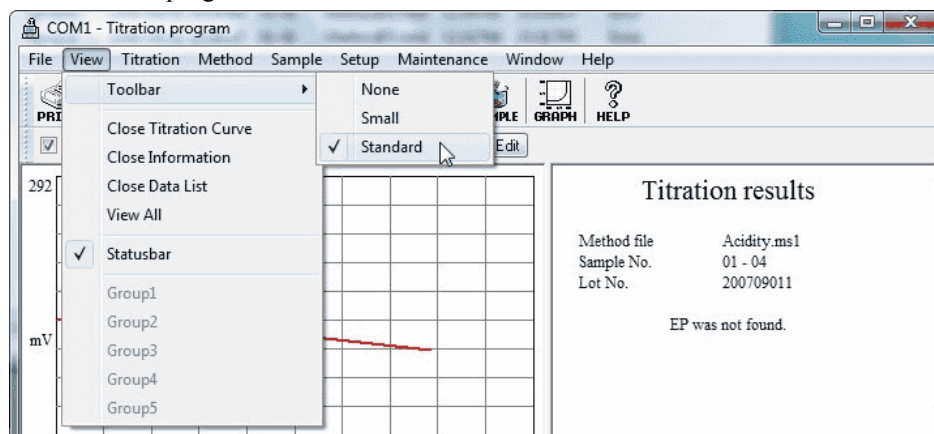 COM1 - Titration program
File View Titration Method Sample Setup Maintenance Window Help
Toolbar
None
Small
Standard
GRAPH HELP
Edit
Close Titration Curve
Close Information
Close Data List
View All
Statusbar
Group1
Group2
Group3
Group4
Group5
292
mV
Titration results
Method file Acidity.ms1
Sample No. 01 - 04
Lot No. 200709011
EP was not found.